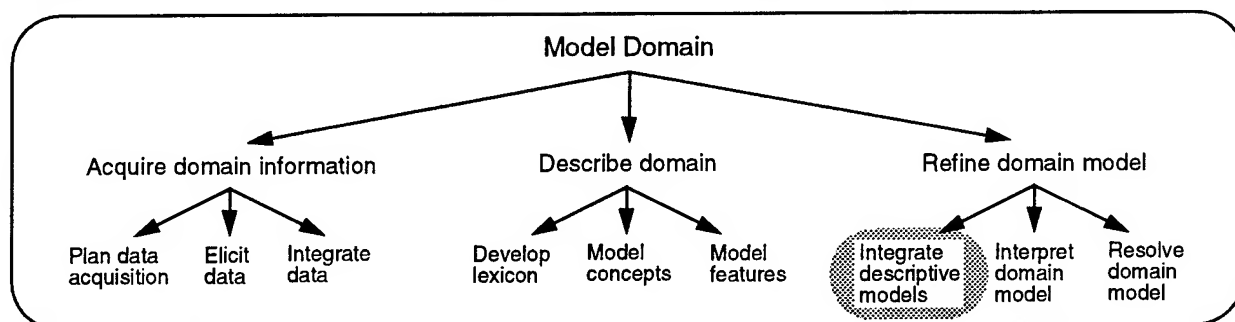 Model Domain
Acquire domain information
Describe domain
Refine domain model
Plan data
acquisition
Elicit
data
Integrate
data
Develop
lexicon
Model
concepts
Model
features
Integrate
descriptive
models
Interpret
domain
model
Resolve
domain
model